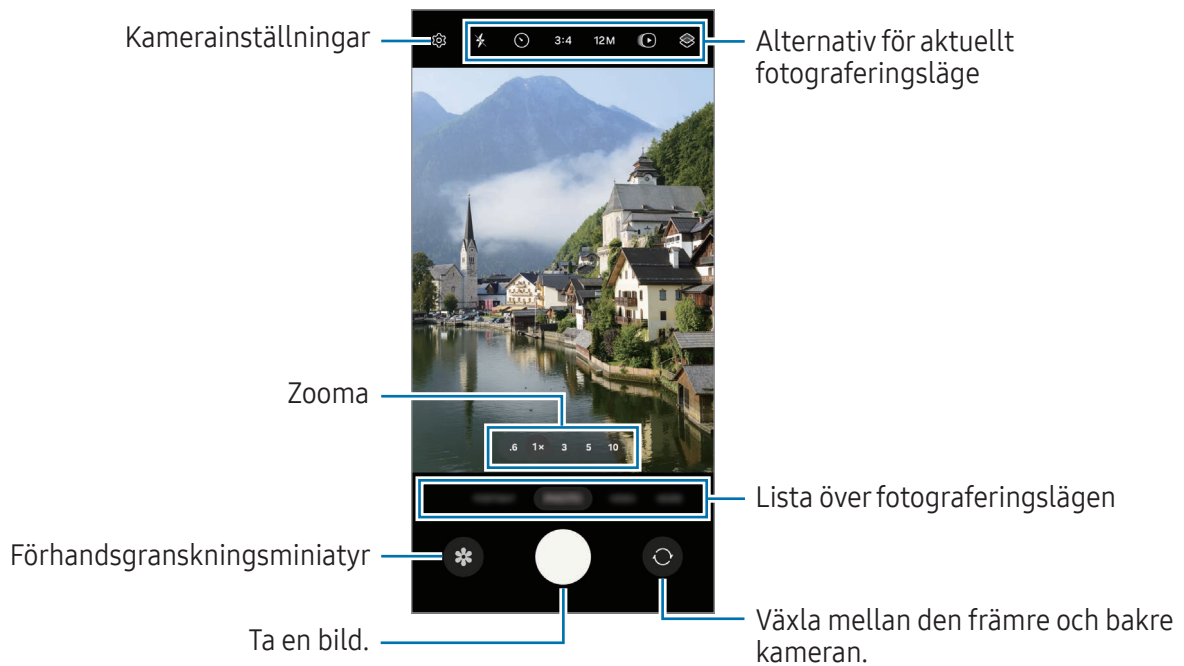 Kamerainställningar
3:4 12M
Alternativ för aktuellt
fotograferingsläge
Zooma
.6 1× 3 5 10
Lista över fotograferingslägen
Förhandsgranskningsminiatyr
Ta en bild.
Växla mellan den främre och bakre
kameran.